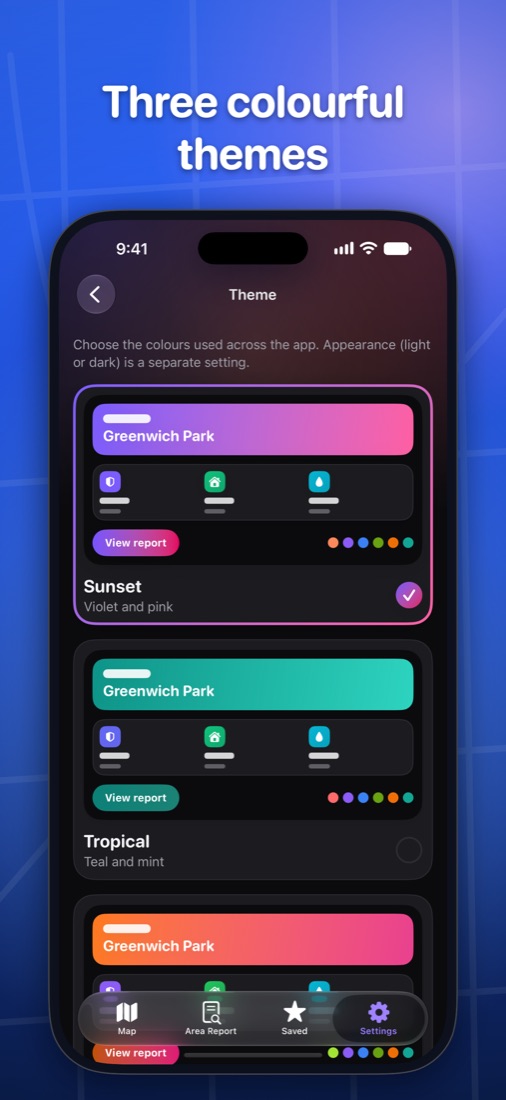 Three colourful
themes
9:41
Theme
Choose the colours used across the app. Appearance (light
or dark) is a separate setting.
Greenwich Park
View report
Sunset
Violet and pink
Greenwich Park
View report
Tropical
Teal and mint
Greenwich Park
Map
Area Report
Saved
Settings
View report